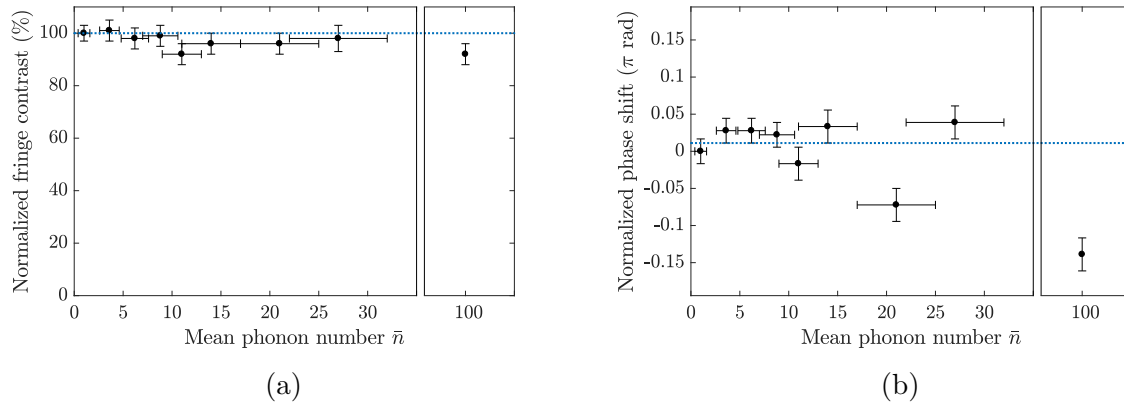 Normalized fringe contrast (%)
100
80
60
40
20
0
0 5 10 15 20 25 30 100
Mean phonon number n̄
(a)
Normalized phase shift (π rad)
0.15
0.1
0.05
0
-0.05
-0.1
-0.15
0 5 10 15 20 25 30 100
Mean phonon number n̄
(b)